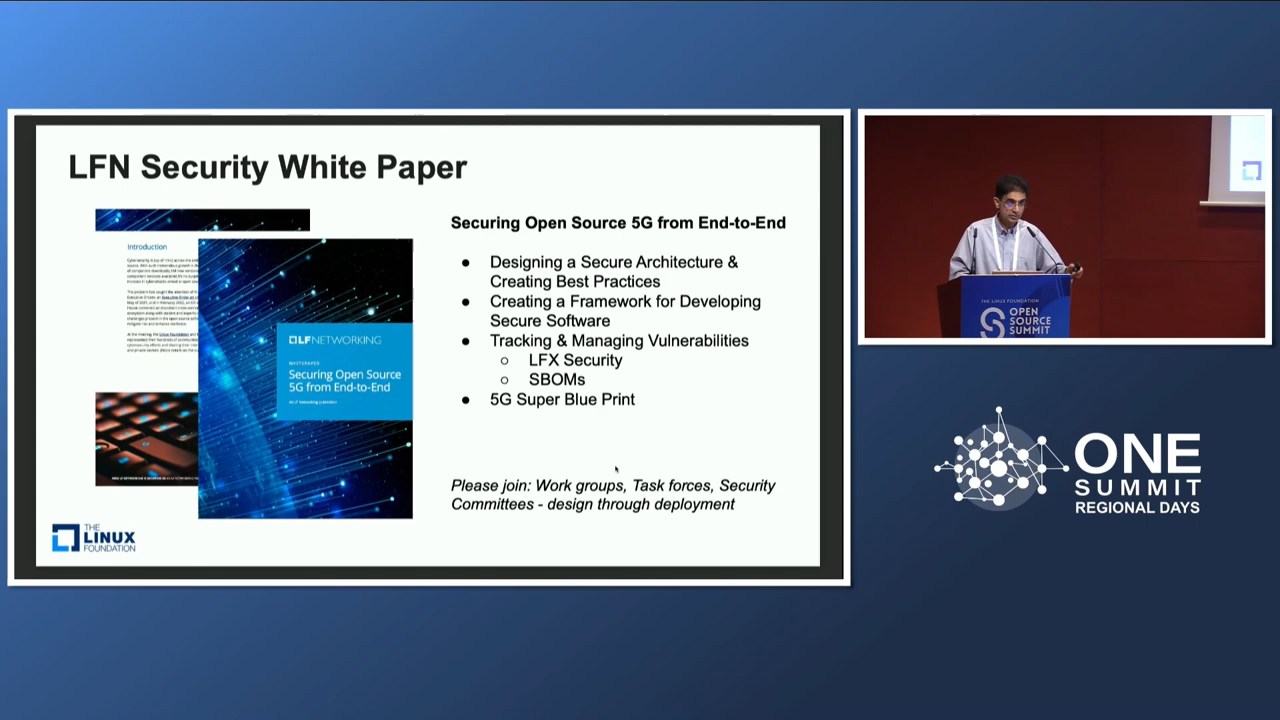 LFN Security White Paper
Introduction
LFNETWORKING
WHITEPAPER
Securing Open Source
5G from End-to-End
Securing Open Source 5G from End-to-End
● Designing a Secure Architecture &
Creating Best Practices
● Creating a Framework for Developing
Secure Software
● Tracking & Managing Vulnerabilities
○ LFX Security
○ SBOMs
● 5G Super Blue Print
Please join: Work groups, Task forces, Security
Committees - design through deployment
THE
LINUX
FOUNDATION
THE LINUX FOUNDATION
OPEN
SOURCE
SUMMIT
ONE
SUMMIT
REGIONAL DAYS